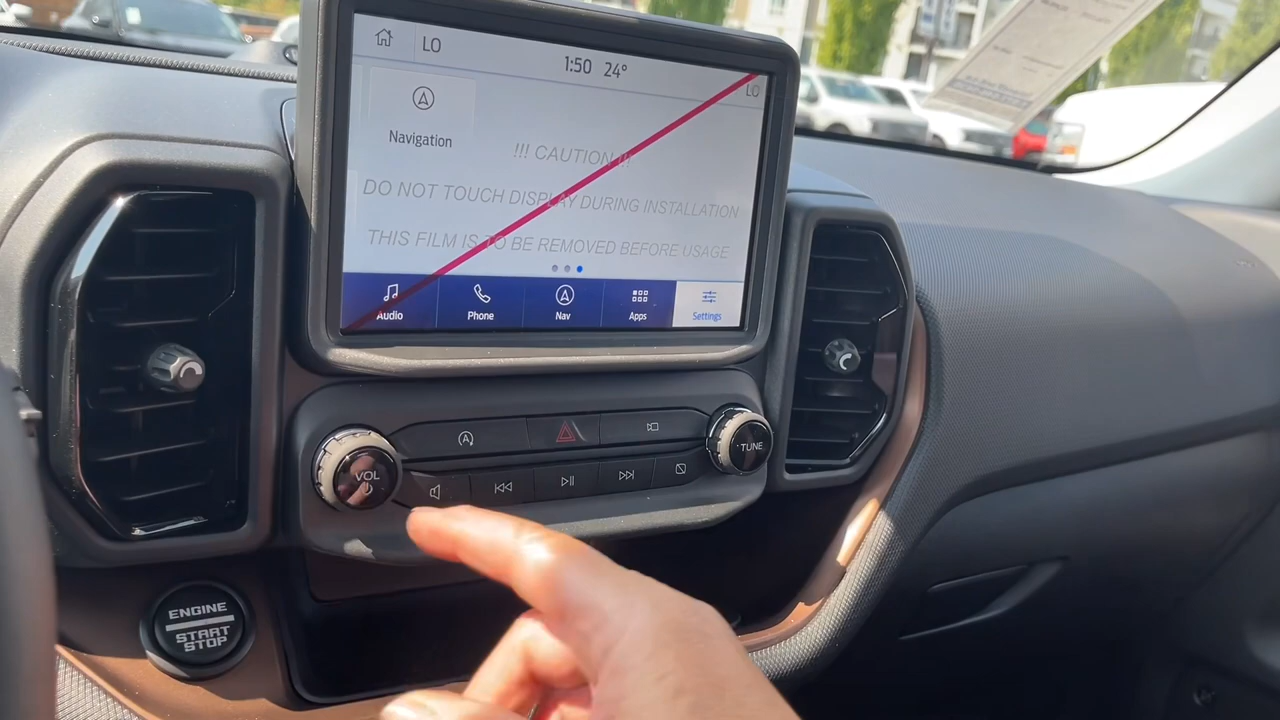 LO
1:50 24°
LO
Navigation
!!! CAUTION !!!
DO NOT TOUCH DISPLAY DURING INSTALLATION
THIS FILM IS TO BE REMOVED BEFORE USAGE
Audio Phone Nav Apps Settings
VOL
TUNE
ENGINE
START
STOP